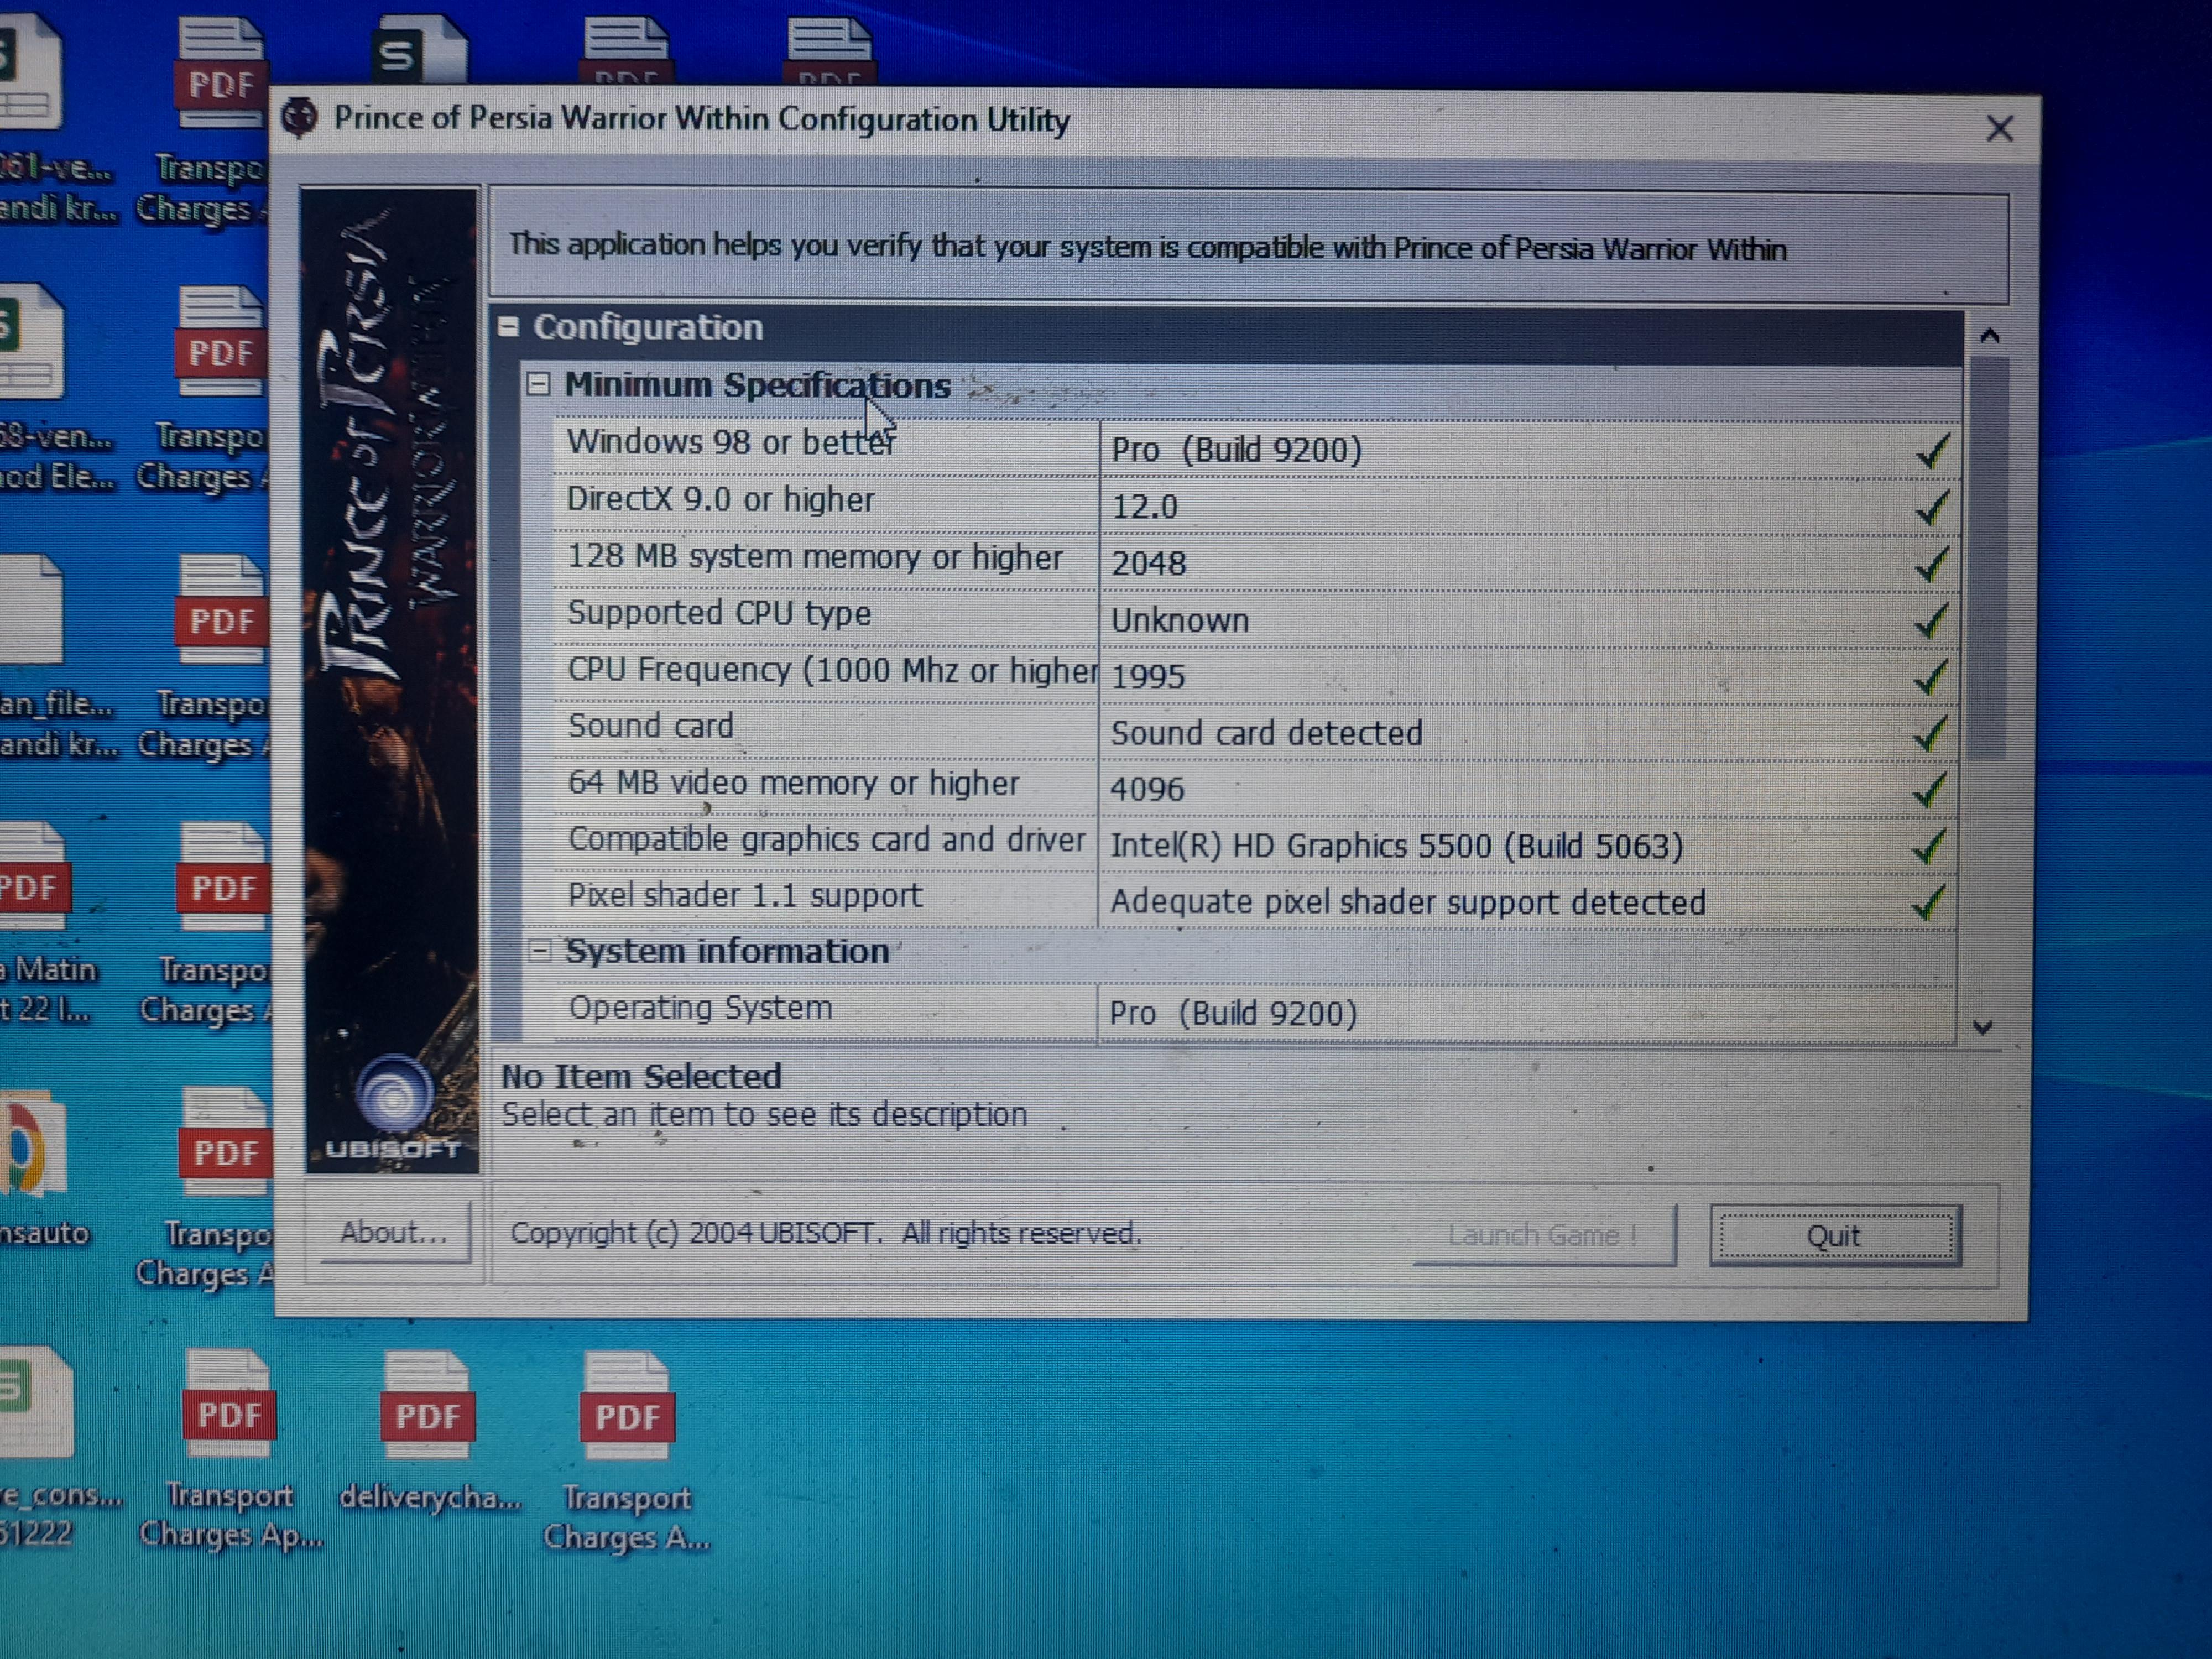 S
PDF
S
PDF
PDF
061-ve...
andi kr...
Transpo
Charges A
Prince of Persia Warrior Within Configuration Utility
PRINCE OF PERSIA
WARRIOR WITHIN
UBISOFT
This application helps you verify that your system is compatible with Prince of Persia Warrior Within
Configuration
Minimum Specifications
Windows 98 or better Pro (Build 9200)
DirectX 9.0 or higher 12.0
128 MB system memory or higher 2048
Supported CPU type Unknown
CPU Frequency (1000 Mhz or higher 1995
Sound card Sound card detected
64 MB video memory or higher 4096
Compatible graphics card and driver Intel(R) HD Graphics 5500 (Build 5063)
Pixel shader 1.1 support Adequate pixel shader support detected
System information
Operating System Pro (Build 9200)
No Item Selected
Select an item to see its description
About...
Copyright (c) 2004 UBISOFT. All rights reserved.
Launch Game !
Quit
S
PDF
58-ven...
od Ele...
Transpo
Charges A
PDF
an_file...
andi kr...
Transpo
Charges A
PDF
PDF
a Matin
t 22 l...
Transpo
Charges A
PDF
nsauto
Transpo
Charges A
S
PDF
PDF
PDF
e_cons...
51222
Transport
Charges Ap...
deliverycha...
Transport
Charges A...